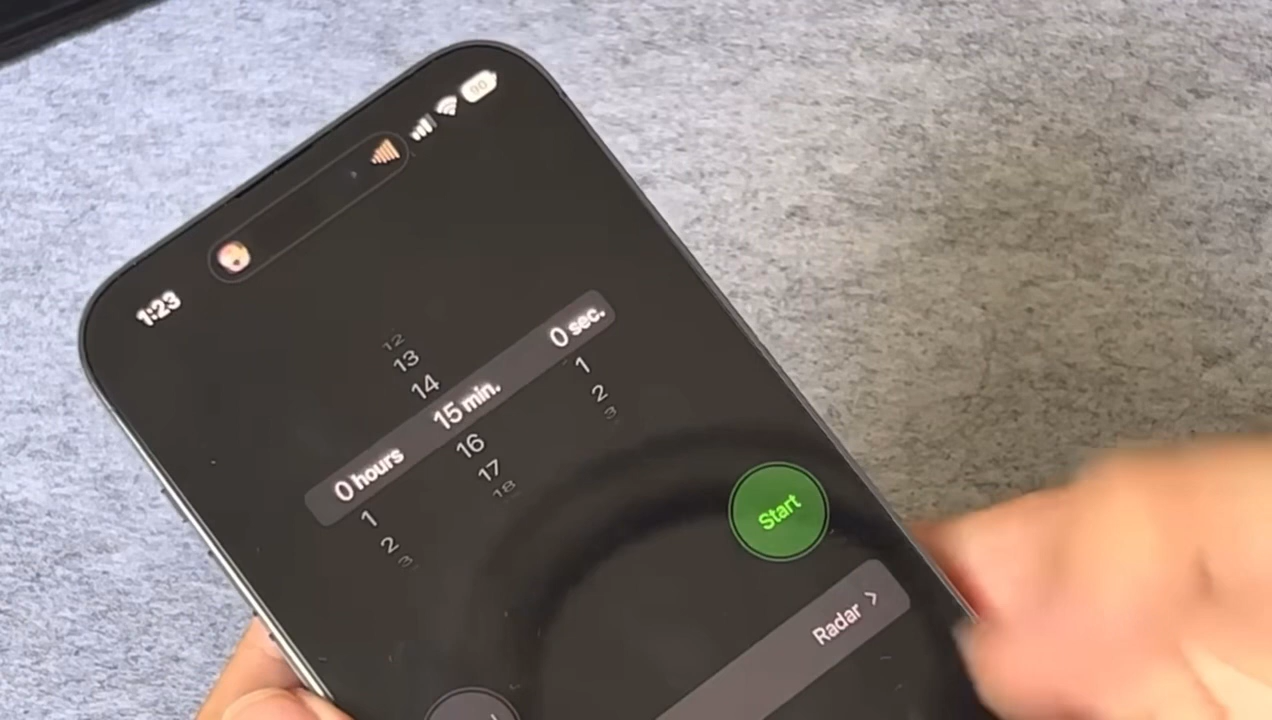 1:23
90
12
13
14
0 hours 15 min. 0 sec.
1 16 1
2 17 2
3 18 3
Start
Radar